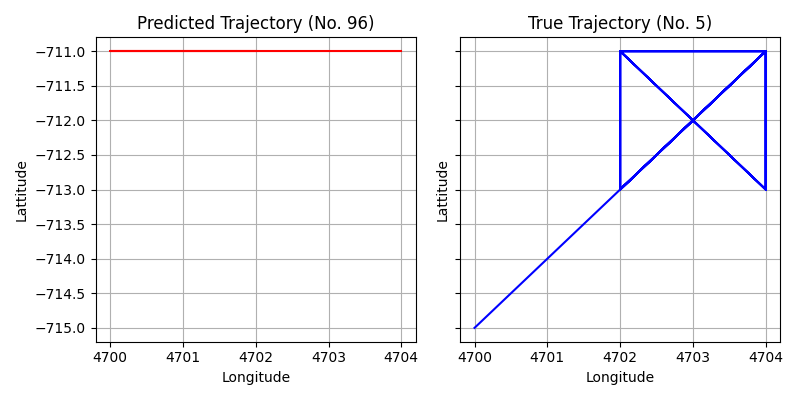 Predicted Trajectory (No. 96)
True Trajectory (No. 5)
−711.0
−711.5
−712.0
−712.5
−713.0
−713.5
−714.0
−714.5
−715.0
Lattitude
4700 4701 4702 4703 4704
Longitude
Lattitude
4700 4701 4702 4703 4704
Longitude